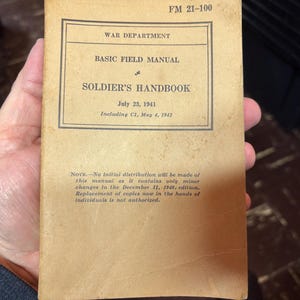 FM 21-100
WAR DEPARTMENT
BASIC FIELD MANUAL
SOLDIER'S HANDBOOK
July 23, 1941
Including C2, May 4, 1942
NOTE.—No initial distribution will be made of
this manual as it contains only minor
changes to the December 11, 1940, edition.
Replacement of copies now in the hands of
individuals is not authorized.